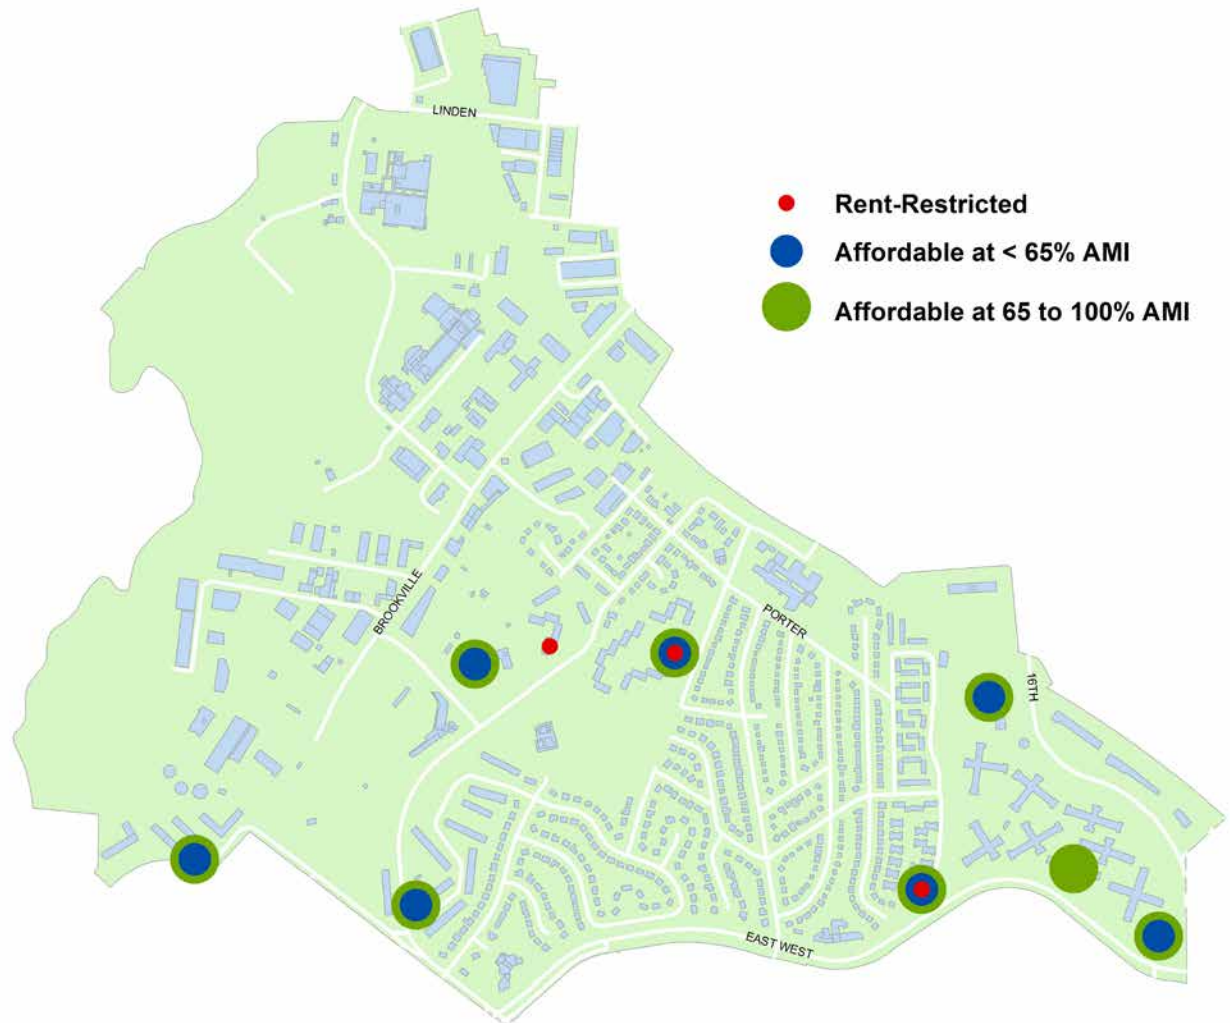 LINDEN
Rent-Restricted
Affordable at < 65% AMI
Affordable at 65 to 100% AMI
BROOKVILLE
PORTER
16TH
EAST WEST